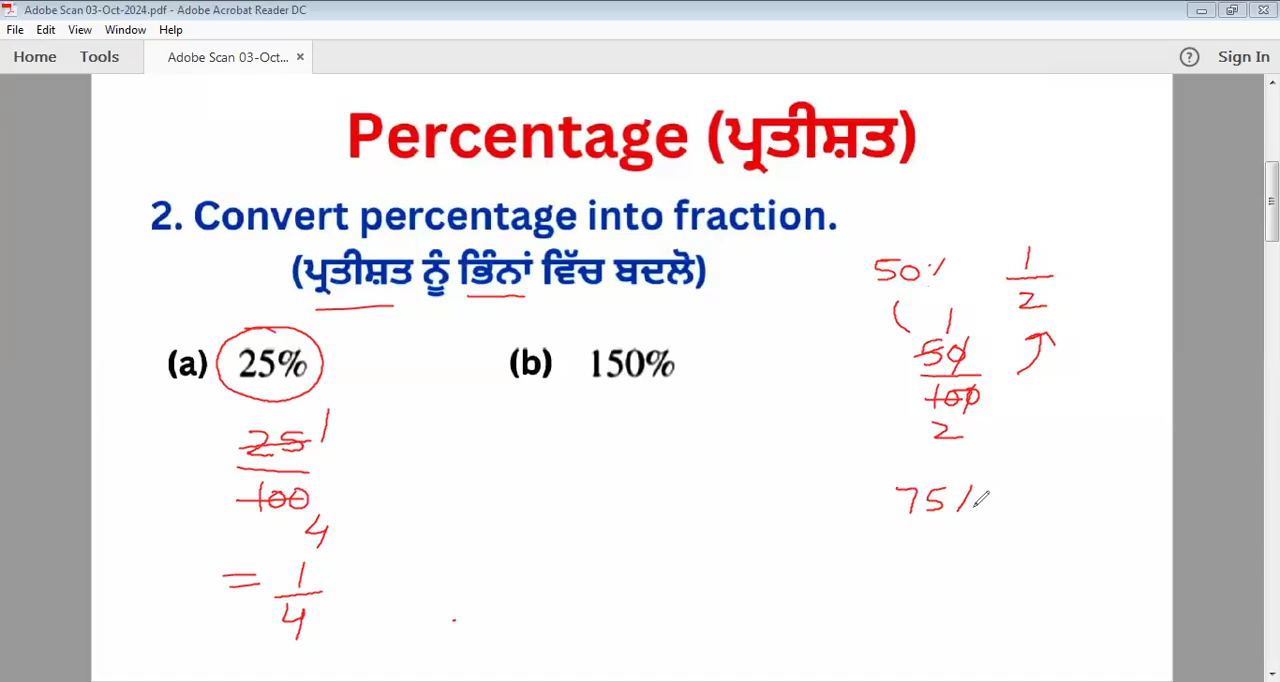 Adobe Scan 03-Oct-2024.pdf - Adobe Acrobat Reader DC
File Edit View Window Help
Home Tools Adobe Scan 03-Oct... × ? Sign In
Percentage (ਪ੍ਰਤੀਸ਼ਤ)
2. Convert percentage into fraction.
(ਪ੍ਰਤੀਸ਼ਤ ਨੂੰ ਭਿੰਨਾਂ ਵਿੱਚ ਬਦਲੋ)
(a) 25%
25 1
100
4
= 1
4
(b) 150%
50%
1
50
100
2
1
2
75 /